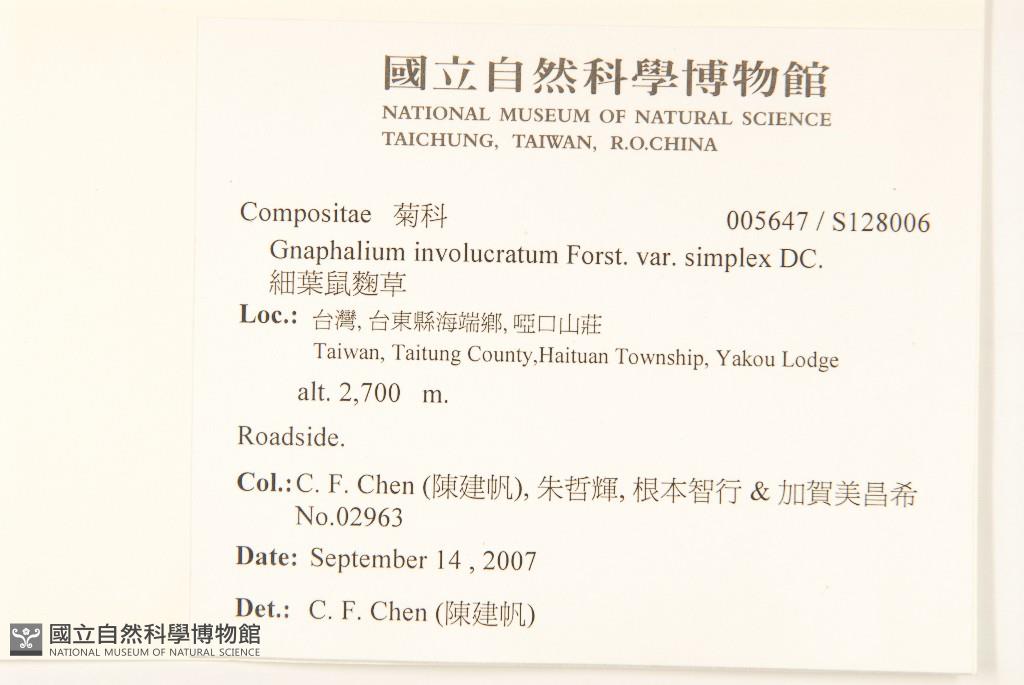 國立自然科學博物館
NATIONAL MUSEUM OF NATURAL SCIENCE
TAICHUNG, TAIWAN, R.O.CHINA
Compositae 菊科 005647 / S128006
Gnaphalium involucratum Forst. var. simplex DC.
細葉鼠麴草
Loc.: 台灣, 台東縣海端鄉, 啞口山莊
Taiwan, Taitung County,Haituan Township, Yakou Lodge
alt. 2,700 m.
Roadside.
Col.: C. F. Chen (陳建帆), 朱哲輝, 根本智行 & 加賀美昌希
No.02963
Date: September 14 , 2007
Det.: C. F. Chen (陳建帆)
國立自然科學博物館
NATIONAL MUSEUM OF NATURAL SCIENCE